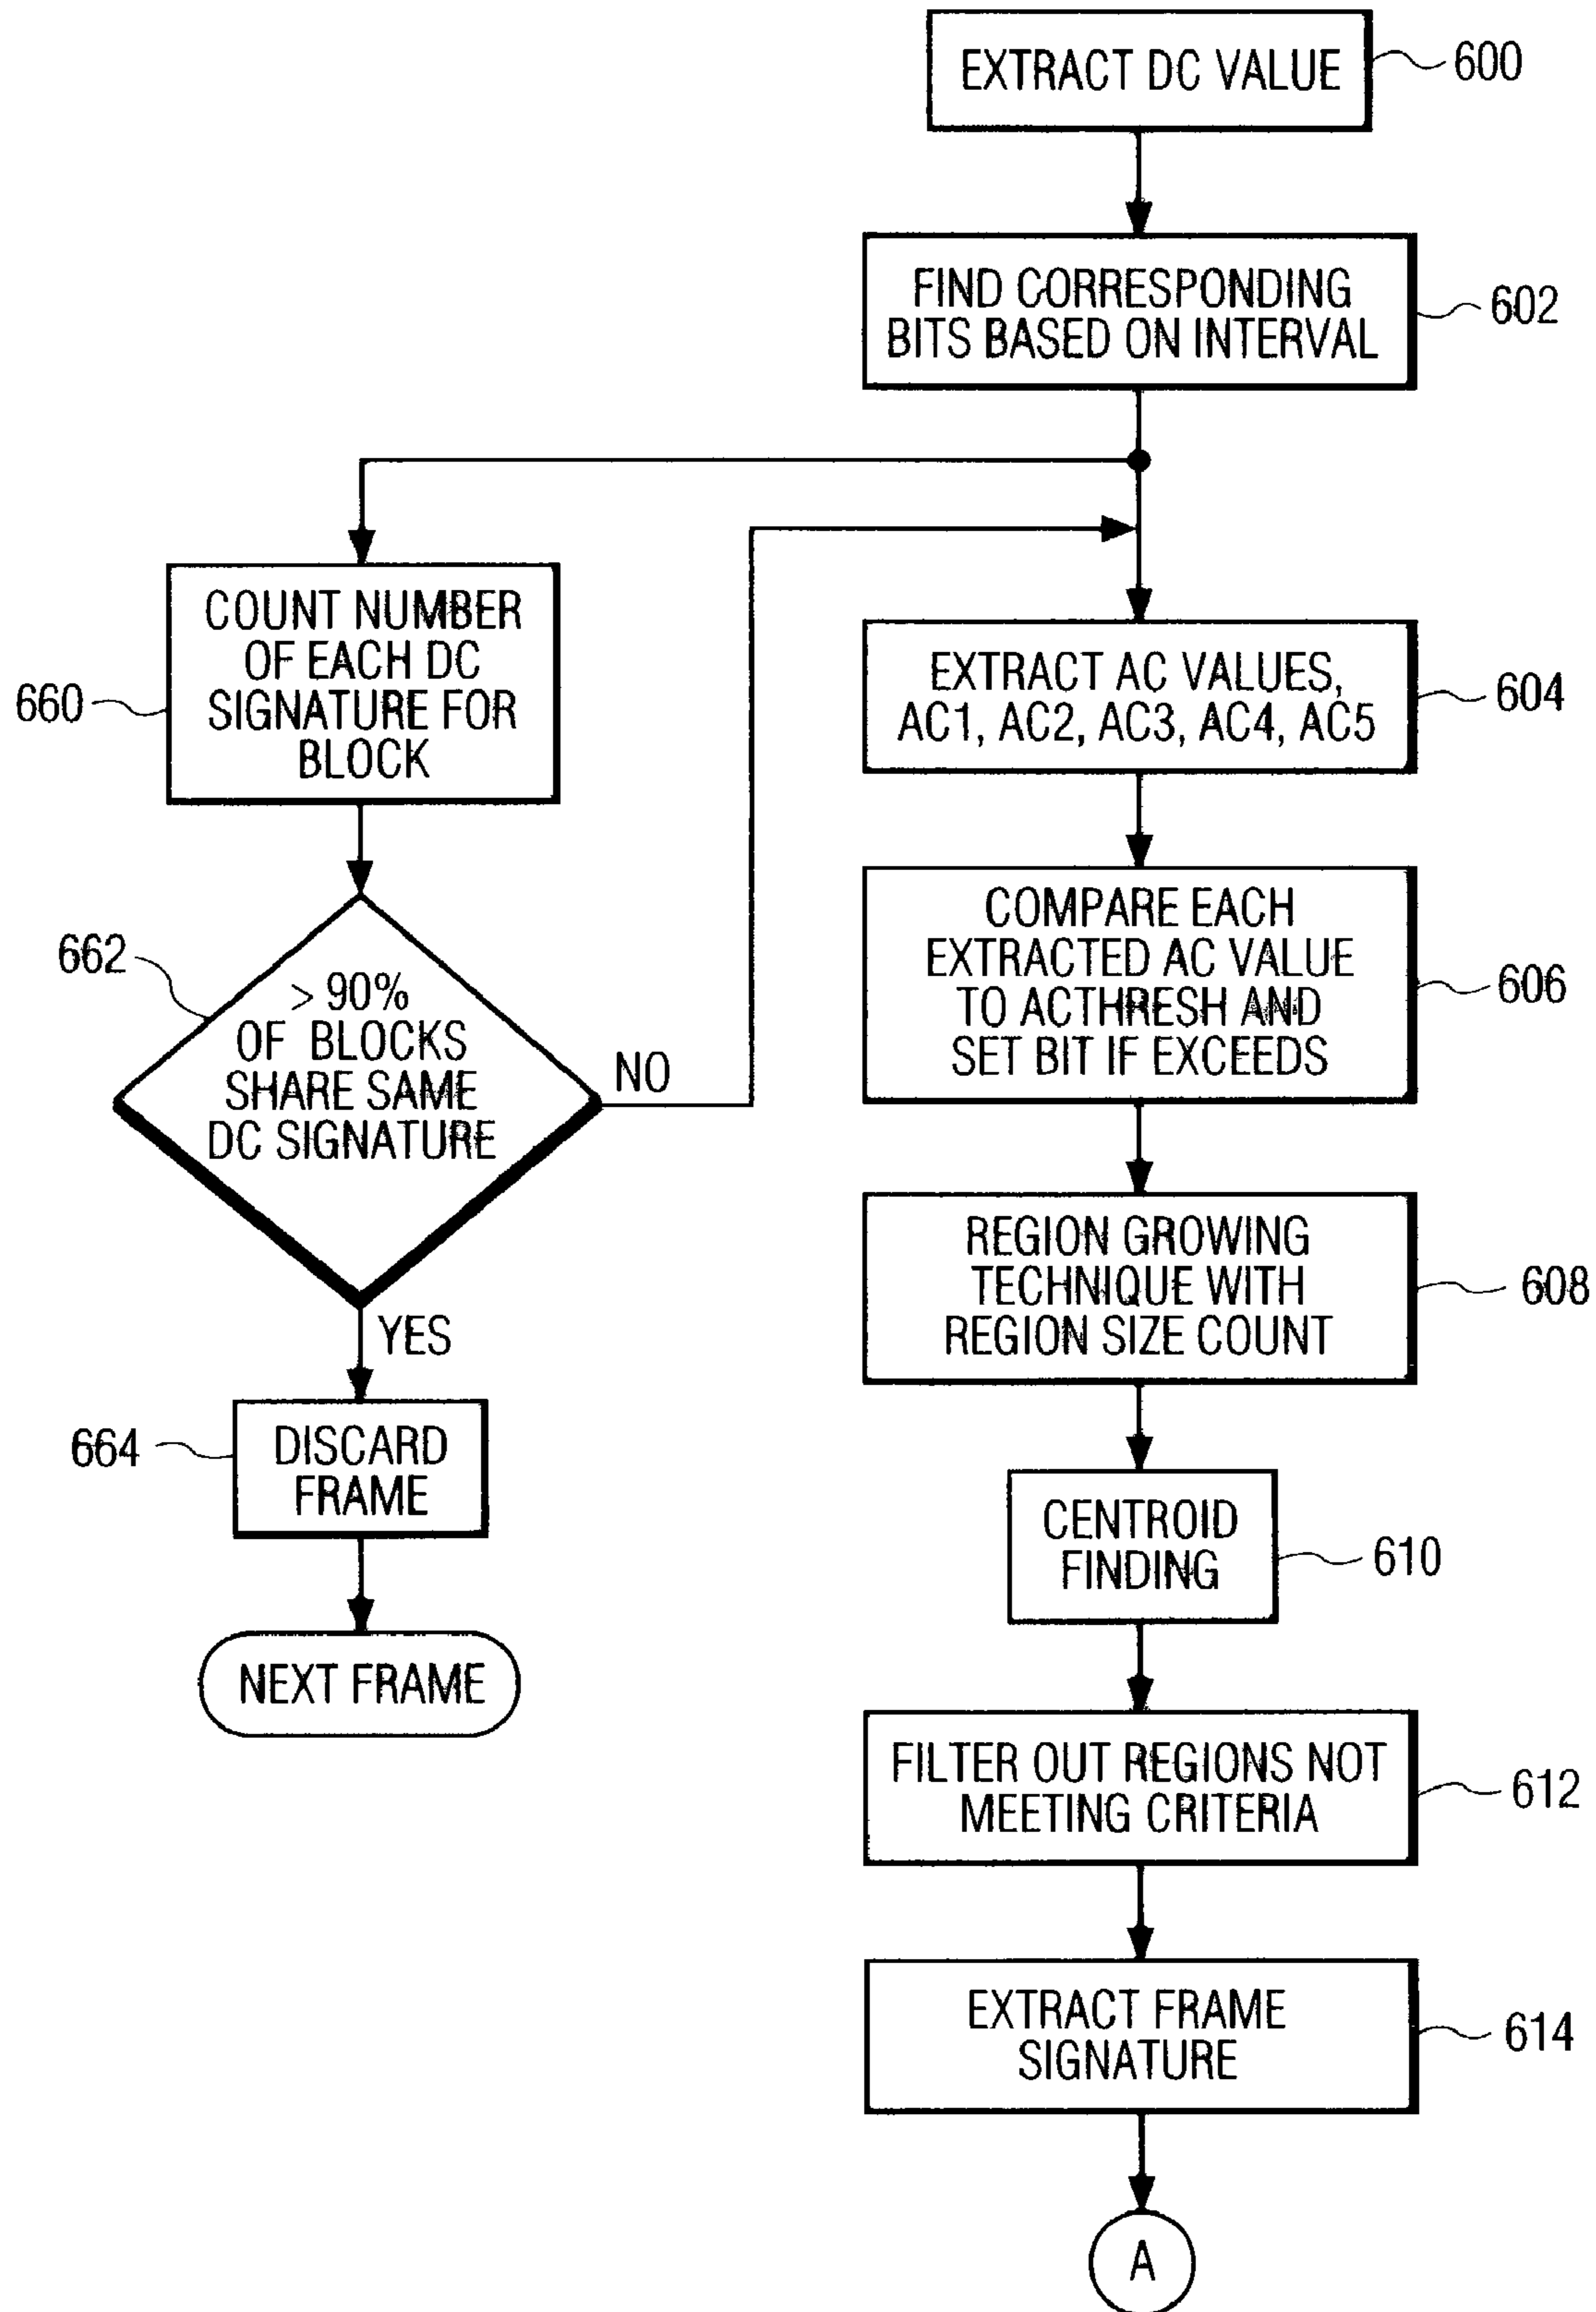 EXTRACT DC VALUE
600
FIND CORRESPONDING
BITS BASED ON INTERVAL
602
COUNT NUMBER
OF EACH DC
SIGNATURE FOR
BLOCK
660
> 90%
OF BLOCKS
SHARE SAME
DC SIGNATURE
662
NO
YES
DISCARD
FRAME
664
NEXT FRAME
EXTRACT AC VALUES,
AC1, AC2, AC3, AC4, AC5
604
COMPARE EACH
EXTRACTED AC VALUE
TO ACTHRESH AND
SET BIT IF EXCEEDS
606
REGION GROWING
TECHNIQUE WITH
REGION SIZE COUNT
608
CENTROID
FINDING
610
FILTER OUT REGIONS NOT
MEETING CRITERIA
612
EXTRACT FRAME
SIGNATURE
614
A